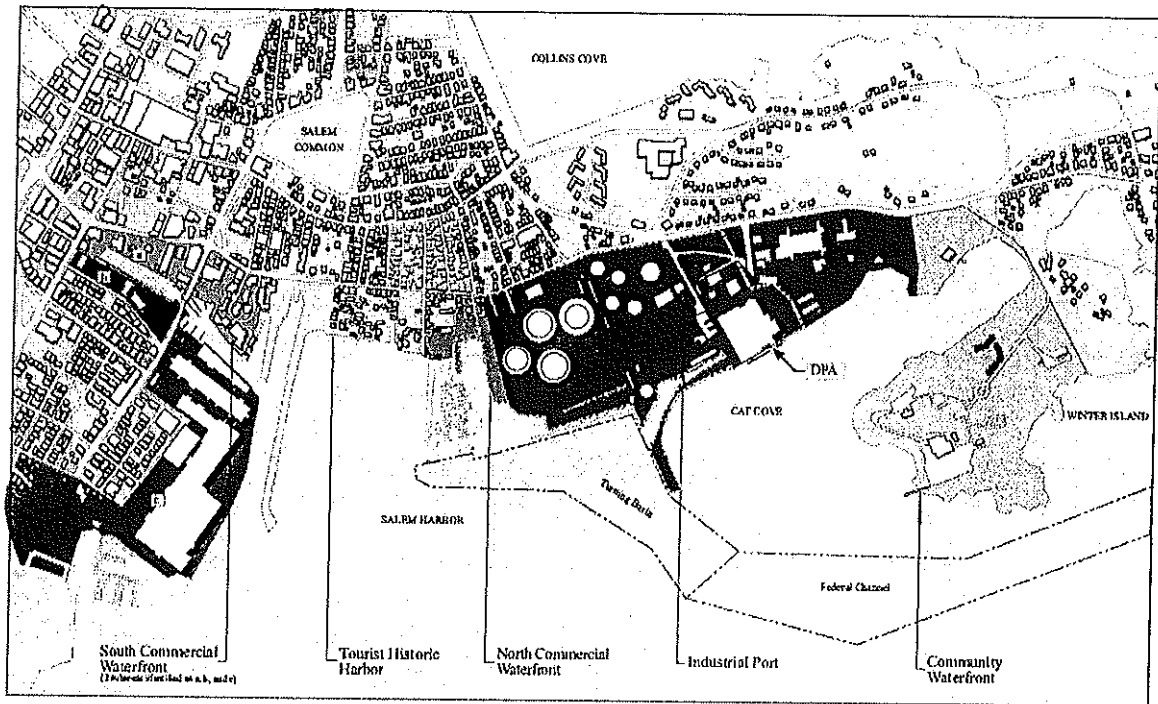 COLLINS COVE
SALEM
COMMON
DPA
CAT COVE
WINTER ISLAND
SALEM HARBOR
Turning Basin
Federal Channel
South Commercial
Waterfront
Tourist Historic
Harbor
North Commercial
Waterfront
Industrial Port
Community
Waterfront